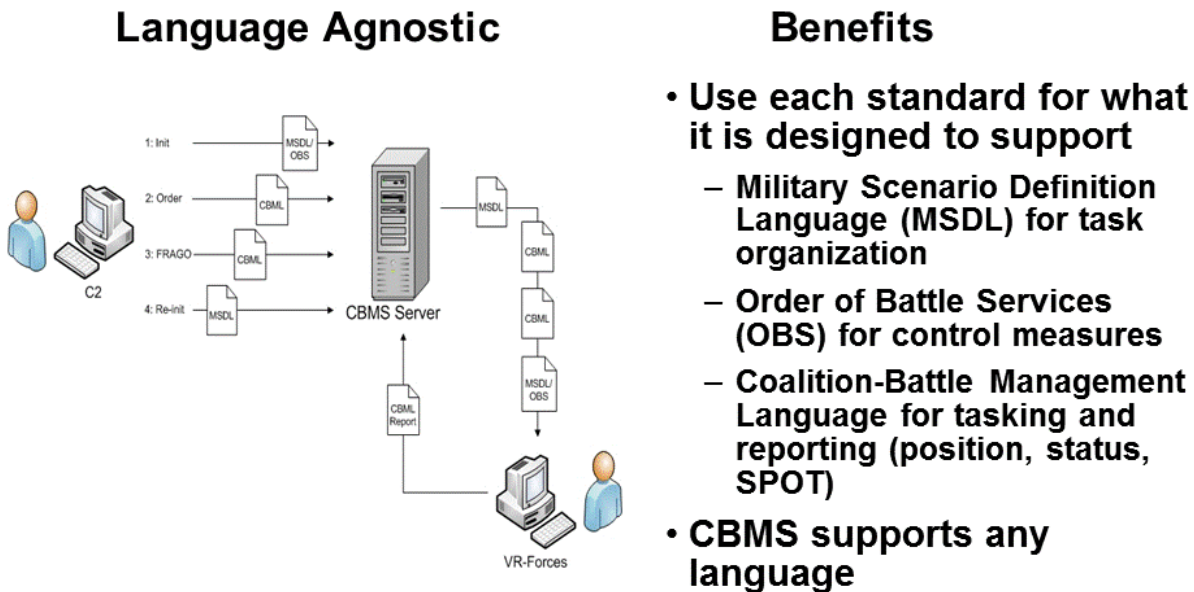 Language Agnostic
1: Init
MSDL/
OBS
2: Order
CBML
3: FRAGO
CBML
4: Re-init
MSDL
C2
CBMS Server
MSDL
CBML
CBML
MSDL/
OBS
CBML
Report
VR-Forces
Benefits
• Use each standard for what
it is designed to support
– Military Scenario Definition
Language (MSDL) for task
organization
– Order of Battle Services
(OBS) for control measures
– Coalition-Battle Management
Language for tasking and
reporting (position, status,
SPOT)
• CBMS supports any
language